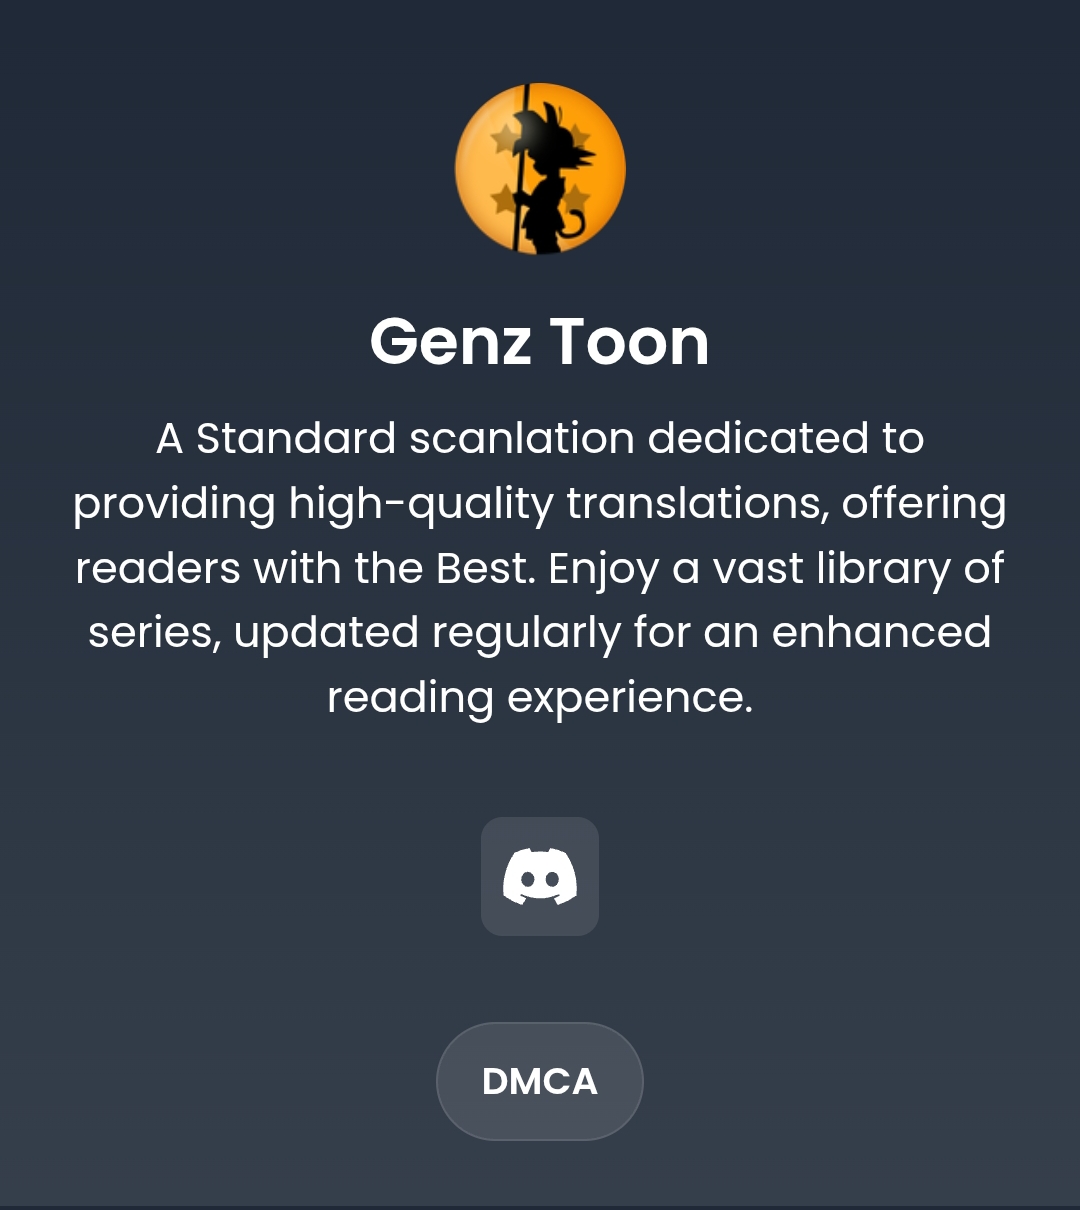 Genz Toon
A Standard scanlation dedicated to
providing high-quality translations, offering
readers with the Best. Enjoy a vast library of
series, updated regularly for an enhanced
reading experience.
DMCA